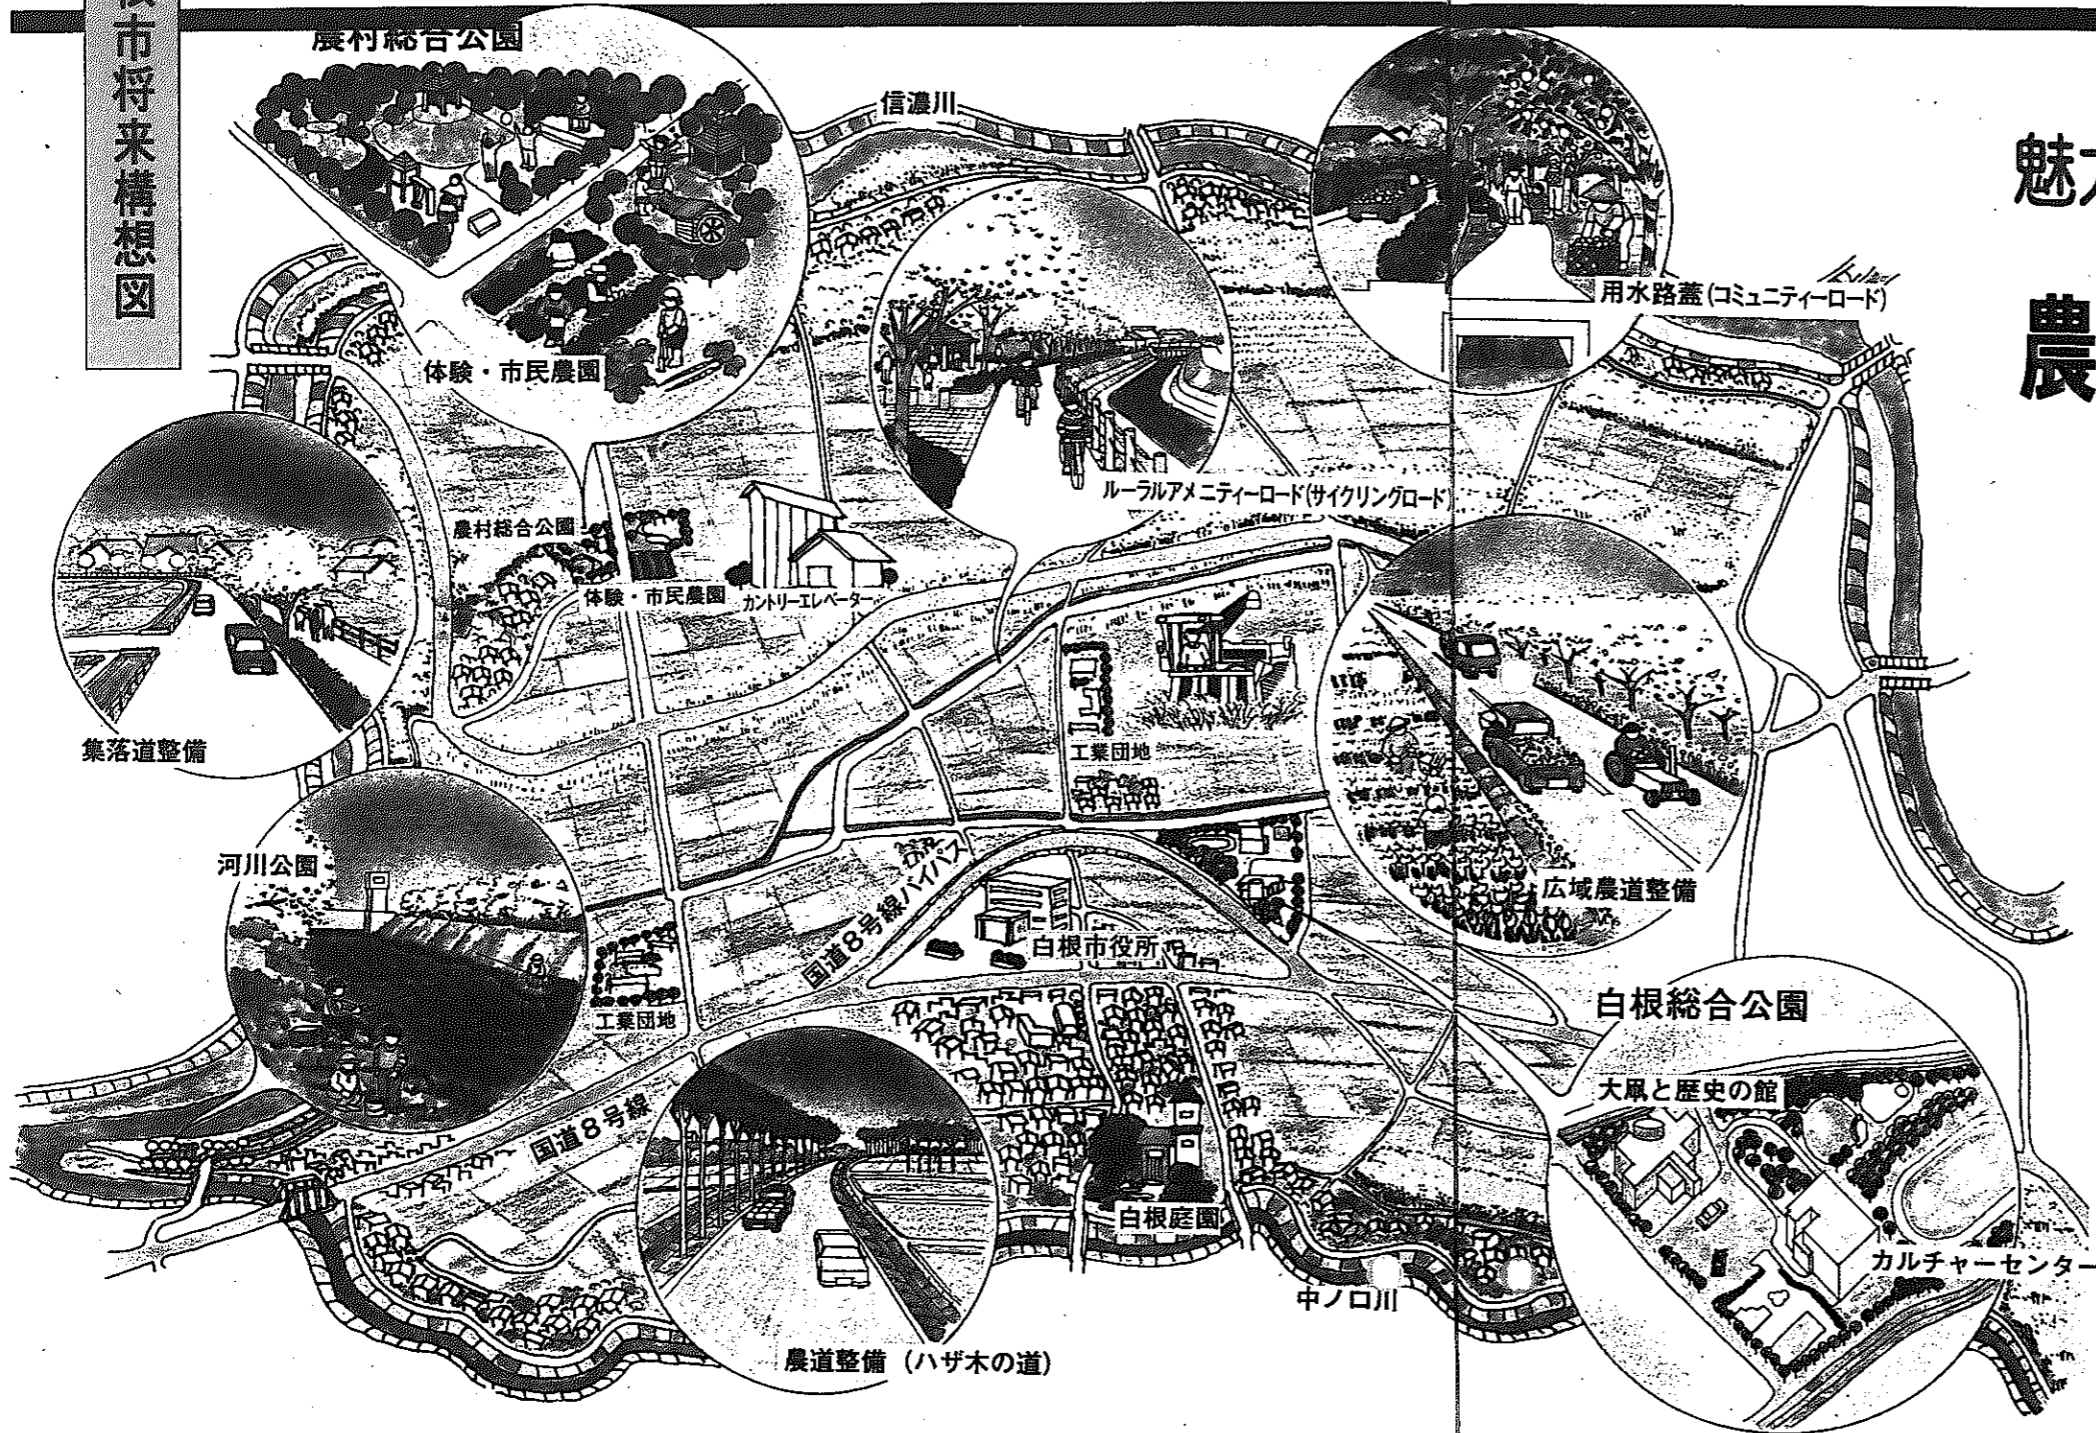 市将来構想図
農村総合公園
信濃川
魅
農
用水路蓋(コミュニティーロード)
体験・市民農園
ルーラルアメニティーロード(サイクリングロード
農村総合公園
体験・市民農園
カントリーエレベーター
集落道整備
工業団地
河川公園
国道8号線バイパス
広域農道整備
白根市役所
工業団地
白根総合公園
大凧と歴史の館
国道8号線
白根庭園
カルチャーセンター
中ノ口川
農道整備(ハザ木の道)